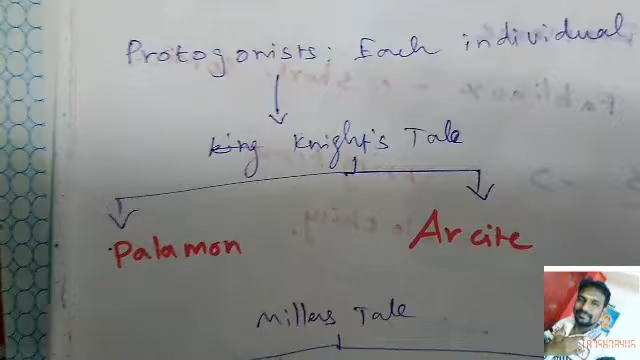 Protogonists: Each individual,
king Knight's Tale
Palamon
Arcite
Millers Tale